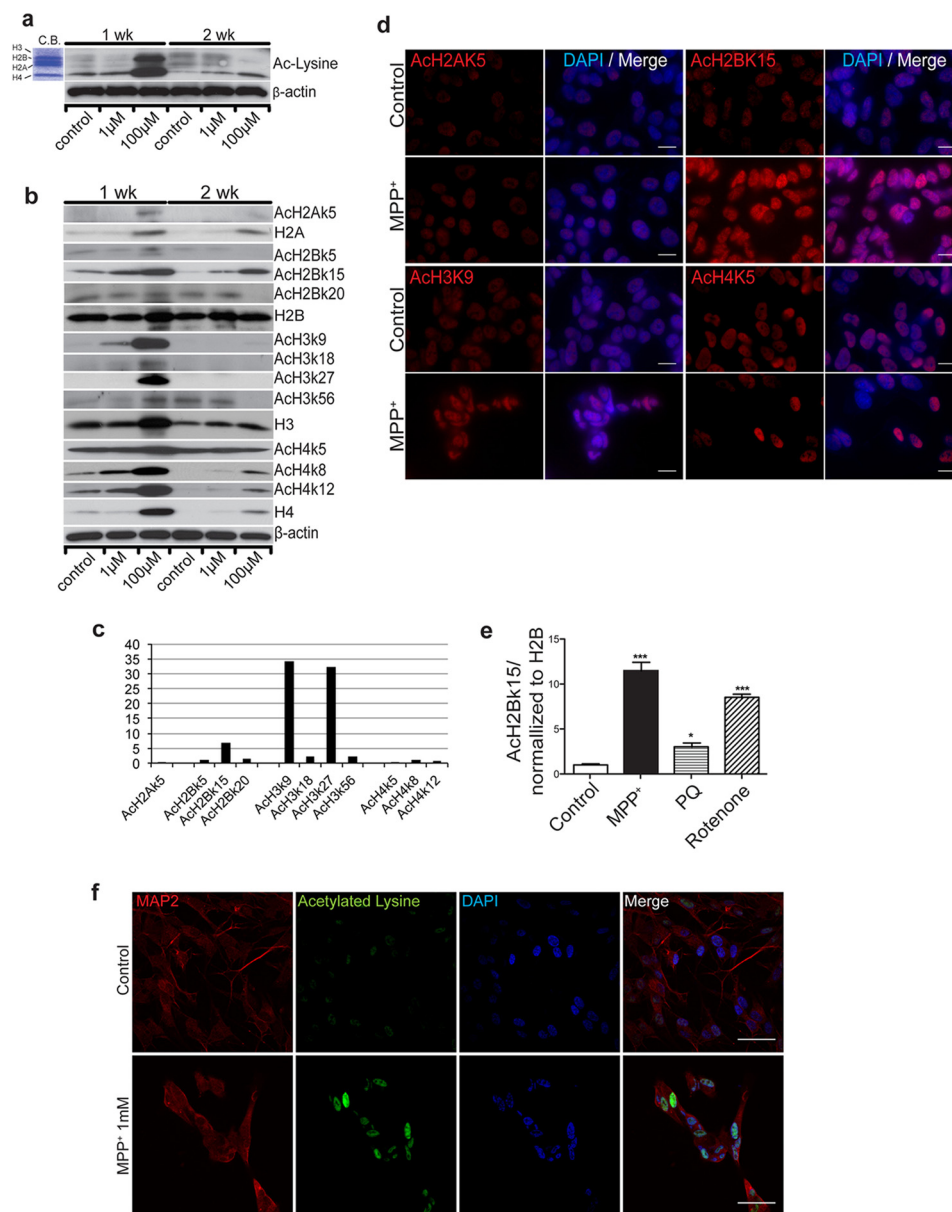 a
C.B.
1 wk 2 wk
H3
H2B
H2A
H4
Ac-Lysine
β-actin
control 1µM 100µM control 1µM 100µM
b
1 wk 2 wk
AcH2Ak5
H2A
AcH2Bk5
AcH2Bk15
AcH2Bk20
H2B
AcH3k9
AcH3k18
AcH3k27
AcH3k56
H3
AcH4k5
AcH4k8
AcH4k12
H4
β-actin
control 1µM 100µM control 1µM 100µM
c
40
35
30
25
20
15
10
5
0
AcH2Ak5 AcH2Bk5 AcH2Bk15 AcH2Bk20 AcH3k9 AcH3k18 AcH3k27 AcH3k56 AcH4k5 AcH4k8 AcH4k12
d
AcH2AK5 DAPI / Merge AcH2BK15 DAPI / Merge
Control
MPP⁺
AcH3K9 AcH4K5
Control
MPP⁺
e
AcH2Bk15/
normallized to H2B
15
10
5
0
*** * ***
Control MPP⁺ PQ Rotenone
f
MAP2 Acetylated Lysine DAPI Merge
Control
MPP⁺ 1mM